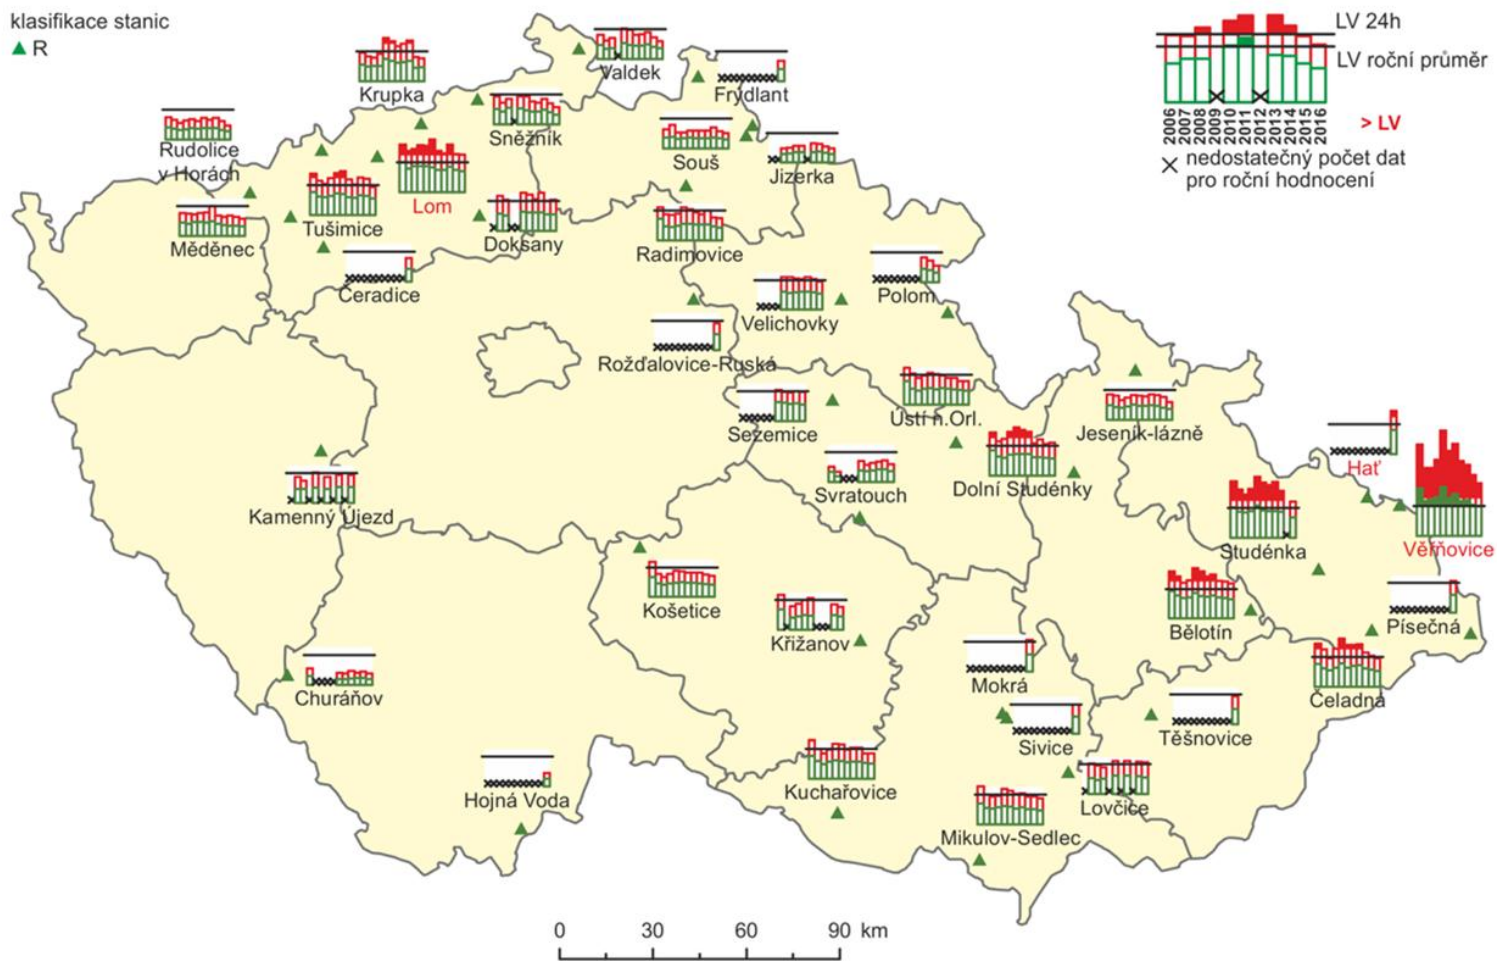 klasifikace stanic
R
LV 24h
LV roční průměr
2006
2007
2008
2009
2010
2011
2012
2013
2014
2015
2016
> LV
nedostatečný počet dat
pro roční hodnocení
Krupka
Valdek
Frýdlant
Sněžník
Rudolice
v Horách
Souš
Jizerka
Lom
Tušimice
Měděnec
Doksany
Radimovice
Čeradice
Polom
Velichovky
Rožďalovice-Ruská
Sezemice
Ústí n.Orl.
Jeseník-lázně
Hať
Svratouch
Dolní Studénky
Kamenný Újezd
Studénka
Věřňovice
Košetice
Křižanov
Bělotín
Písečná
Mokrá
Churáňov
Čeladná
Sivice
Těšnovice
Kuchařovice
Hojná Voda
Lovčice
Mikulov-Sedlec
0 30 60 90 km